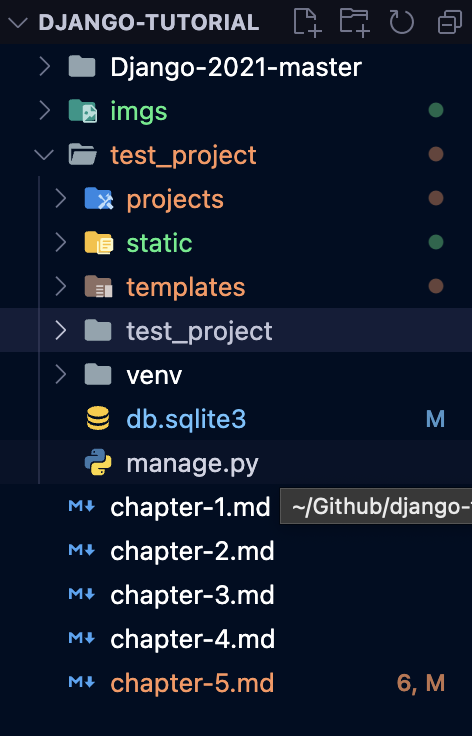 DJANGO-TUTORIAL
Django-2021-master
imgs
test_project
projects
static
templates
test_project
venv
db.sqlite3 M
manage.py
chapter-1.md ~/Github/django-
chapter-2.md
chapter-3.md
chapter-4.md
chapter-5.md 6, M